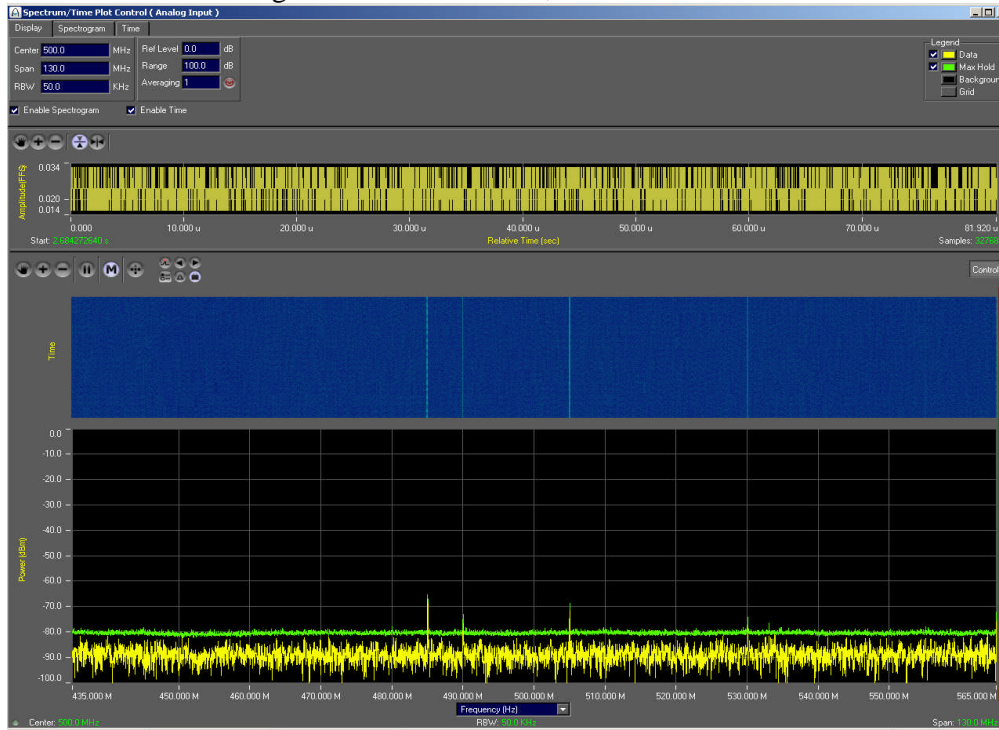 Spectrum/Time Plot Control ( Analog Input )
Display Spectrogram Time
Center 500.0 MHz Ref Level 0.0 dB
Span 130.0 MHz Range 100.0 dB
RBW 50.0 KHz Averaging 1
Legend
Data
Max Hold
Backgroun
Grid
Enable Spectrogram Enable Time
Amplitude(FFS)
0.034
0.020
0.014
0.000 10.000 u 20.000 u 30.000 u 40.000 u 50.000 u 60.000 u 70.000 u 81.920 u
Start: 2.684272640 s Relative Time (sec) Samples: 32768
M
Control
Time
Power (dBm)
0.0
-10.0
-20.0
-30.0
-40.0
-50.0
-60.0
-70.0
-80.0
-90.0
-100.0
435.000 M 450.000 M 460.000 M 470.000 M 480.000 M 490.000 M 500.000 M 510.000 M 520.000 M 530.000 M 540.000 M 550.000 M 565.000 M
Frequency (Hz)
Center: 500.0 MHz RBW: 50.0 KHz Span: 130.0 MHz